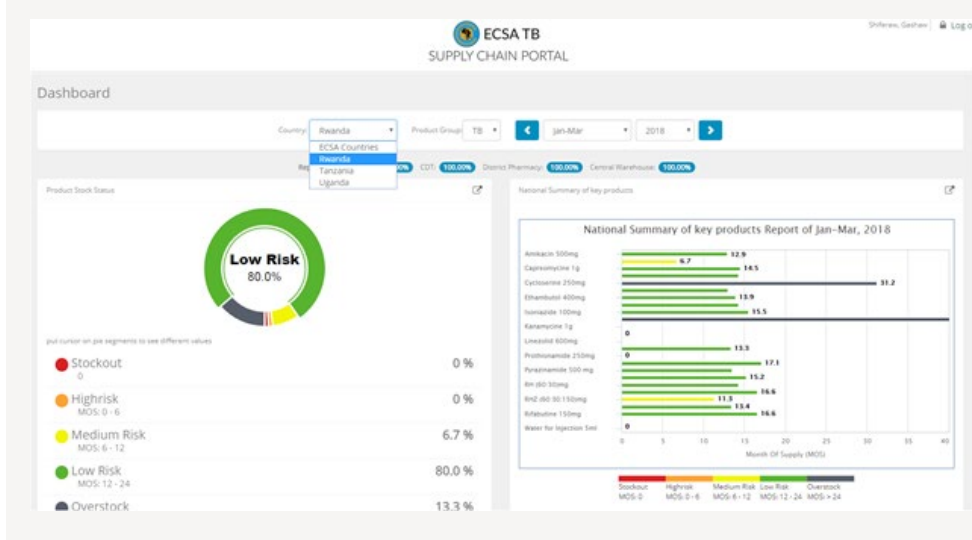 ECSA TB
SUPPLY CHAIN PORTAL
Shiferaw, Gashaw
Log o
Dashboard
Country: Rwanda
Product Group: TB
Jan-Mar
2018
ECSA Countries
Rwanda
Tanzania
Uganda
Rep
00%
CDT: 100.00%
District Pharmacy: 100.00%
Central Warehouse: 100.00%
Product Stock Status
Low Risk
80.0%
put cursor on pie segments to see different values
Stockout 0 %
0
Highrisk 0 %
MOS: 0 - 6
Medium Risk 6.7 %
MOS: 6 - 12
Low Risk 80.0 %
MOS: 12 - 24
Overstock 13.3 %
National Summary of key products
National Summary of key products Report of Jan-Mar, 2018
Amikacin 500mg 12.9
6.7
Capreomycine 1g 14.5
Cycloserine 250mg 31.2
Ethambutol 400mg 13.9
Isoniazide 100mg 15.5
Kanamycine 1g
0
Linezolid 600mg
13.3
Prothionamide 250mg 0
17.1
Pyrazinamide 500 mg
15.2
RH (60 30)mg
16.6
RHZ (60 30 150)mg 11.3
13.4
Rifabutine 150mg 16.6
Water for Injection 5ml 0
0 5 10 15 20 25 30 35 40
Month Of Supply (MOS)
Stockout Highrisk Medium Risk Low Risk Overstock
MOS: 0 MOS: 0 - 6 MOS: 6 - 12 MOS: 12 - 24 MOS: > 24